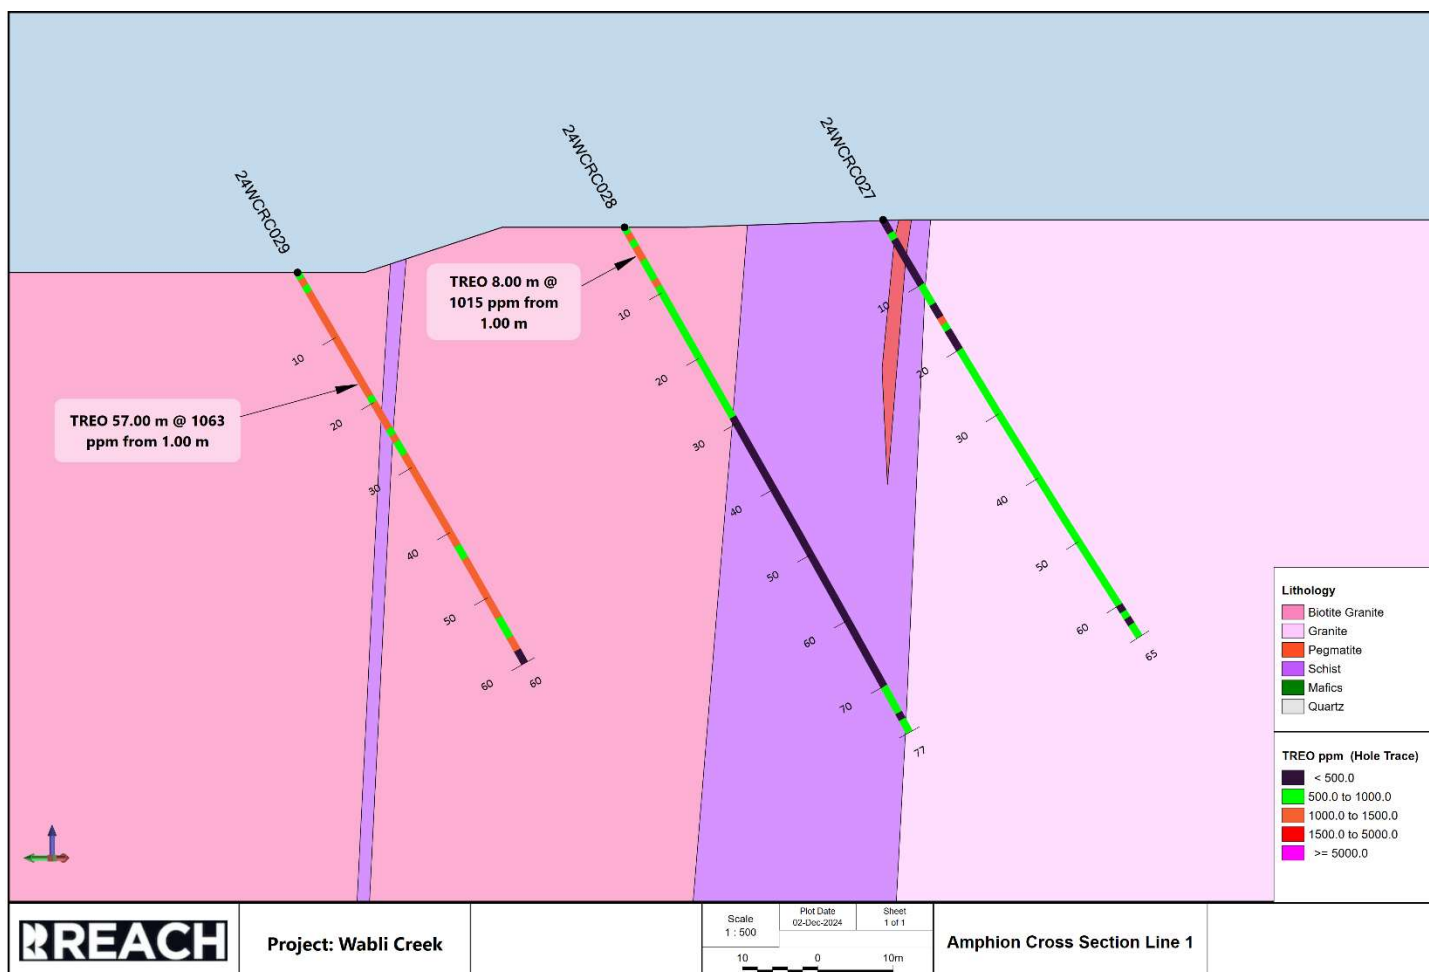 24WCRC029
24WCRC028
24WCRC027
TREO 8.00 m @
1015 ppm from
1.00 m
TREO 57.00 m @ 1063
ppm from 1.00 m
10
20
30
40
50
60
60
10
20
30
40
50
60
70
77
10
20
30
40
50
60
65
Lithology
Biotite Granite
Granite
Pegmatite
Schist
Mafics
Quartz
TREO ppm (Hole Trace)
< 500.0
500.0 to 1000.0
1000.0 to 1500.0
1500.0 to 5000.0
>= 5000.0
REACH
Project: Wabli Creek
Scale
1 : 500
Plot Date
02-Dec-2024
Sheet
1 of 1
10 0 10m
Amphion Cross Section Line 1